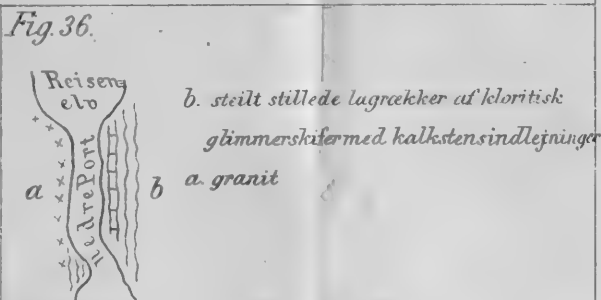 Fig. 36.
Reisen
elv
nedre Port
a
b
b. steilt stillede lagrækker af kloritisk
glimmerskifer med kalkstensindlejninger
a. granit